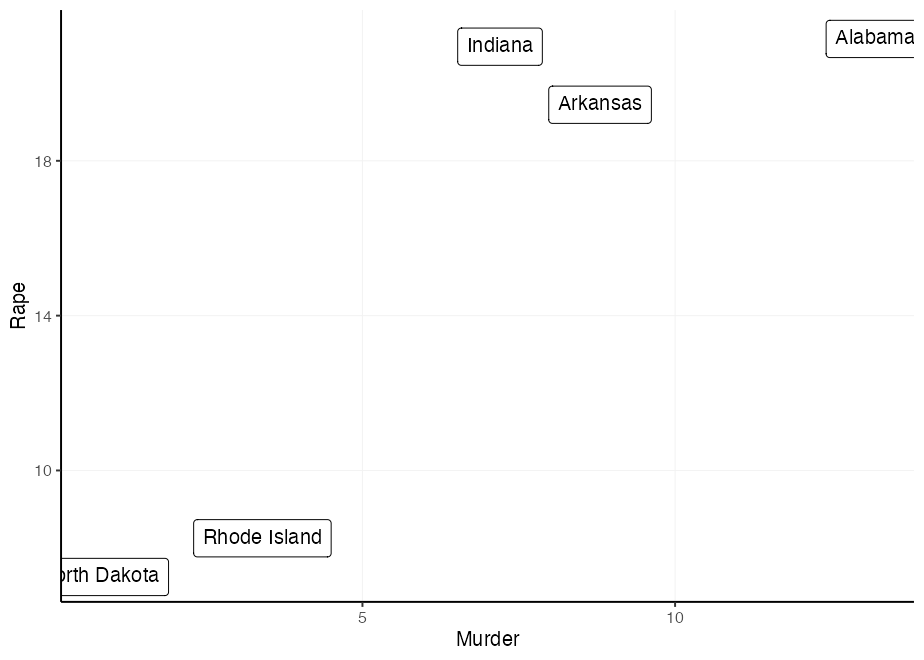 Indiana
Alabama
Arkansas
18
Rape
14
10
Rhode Island
orth Dakota
5
10
Murder